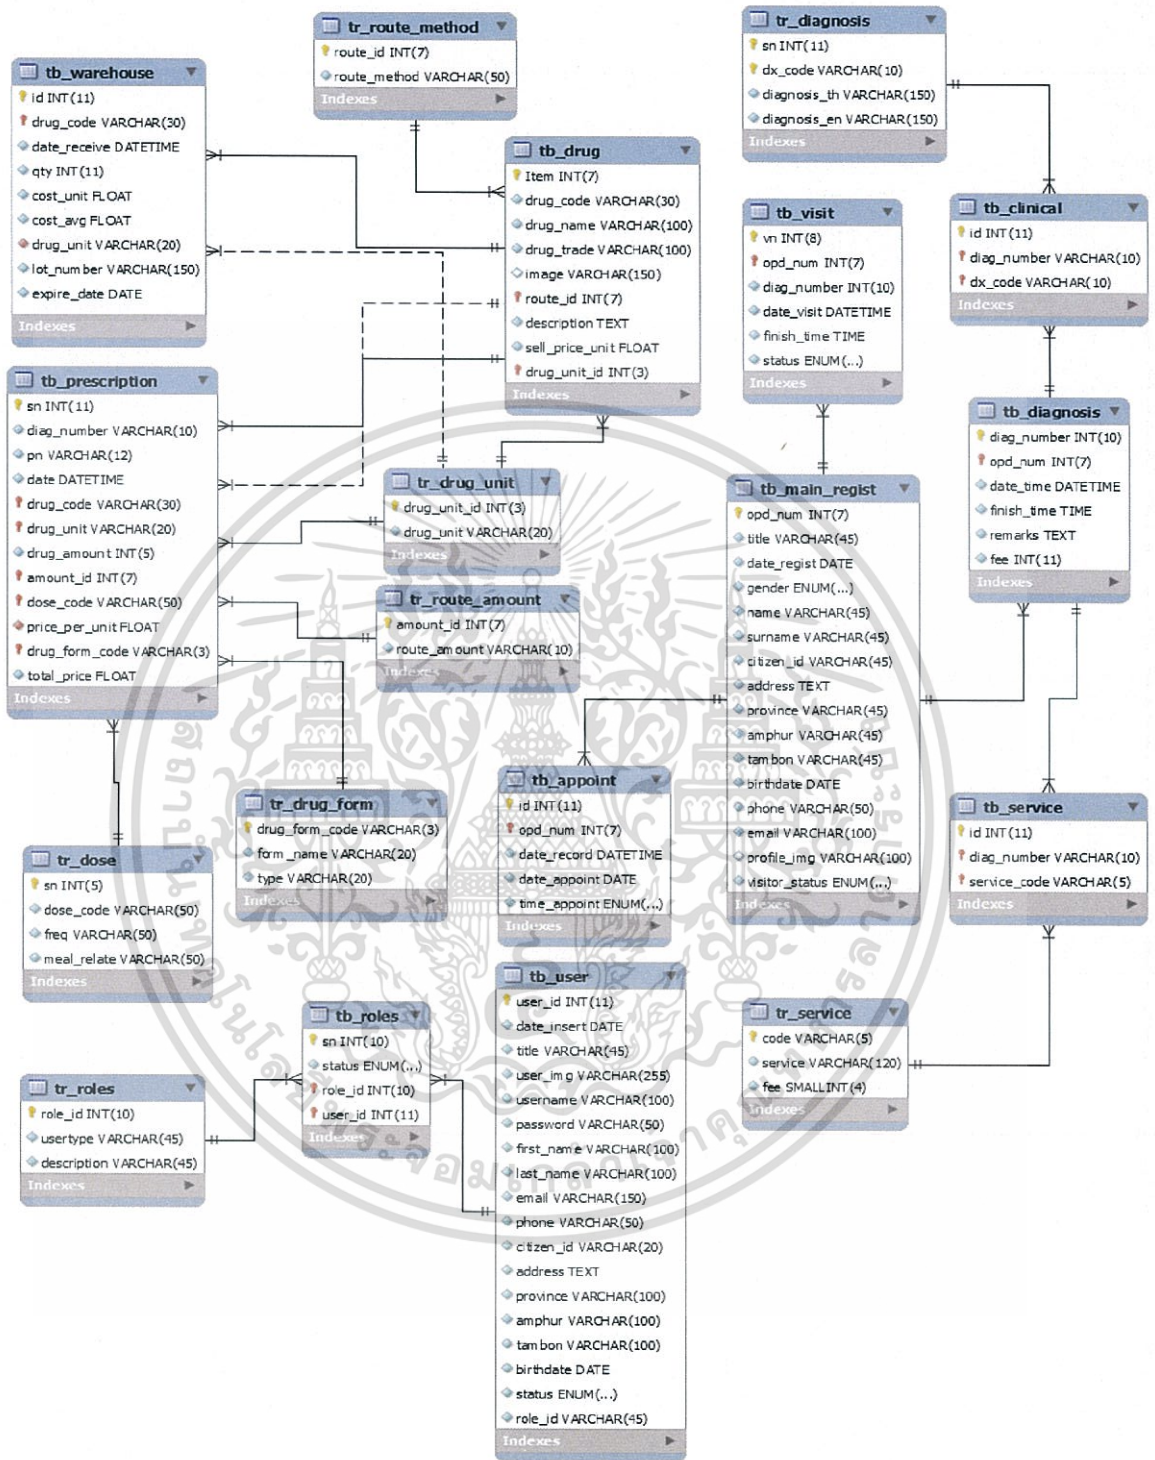 tr_route_method
route_id INT(7)
route_method VARCHAR(50)
Indexes
tr_diagnosis
sn INT(11)
dx_code VARCHAR(10)
diagnosis_th VARCHAR(150)
diagnosis_en VARCHAR(150)
Indexes
tb_warehouse
id INT(11)
drug_code VARCHAR(30)
date_receive DATETIME
qty INT(11)
cost_unit FLOAT
cost_avg FLOAT
drug_unit VARCHAR(20)
lot_number VARCHAR(150)
expire_date DATE
Indexes
tb_drug
Item INT(7)
drug_code VARCHAR(30)
drug_name VARCHAR(100)
drug_trade VARCHAR(100)
image VARCHAR(150)
route_id INT(7)
description TEXT
sell_price_unit FLOAT
drug_unit_id INT(3)
Indexes
tb_visit
vn INT(8)
opd_num INT(7)
diag_number INT(10)
date_visit DATETIME
finish_time TIME
status ENUM(...)
Indexes
tb_clinical
id INT(11)
diag_number VARCHAR(10)
dx_code VARCHAR(10)
Indexes
tb_prescription
sn INT(11)
diag_number VARCHAR(10)
pn VARCHAR(12)
date DATETIME
drug_code VARCHAR(30)
drug_unit VARCHAR(20)
drug_amount INT(5)
amount_id INT(7)
dose_code VARCHAR(50)
price_per_unit FLOAT
drug_form_code VARCHAR(3)
total_price FLOAT
Indexes
tb_diagnosis
diag_number INT(10)
opd_num INT(7)
date_time DATETIME
finish_time TIME
remarks TEXT
fee INT(11)
Indexes
tr_drug_unit
drug_unit_id INT(3)
drug_unit VARCHAR(20)
Indexes
tb_main_regist
opd_num INT(7)
title VARCHAR(45)
date_regist DATE
gender ENUM(...)
name VARCHAR(45)
surname VARCHAR(45)
citizen_id VARCHAR(45)
address TEXT
province VARCHAR(45)
amphur VARCHAR(45)
tambon VARCHAR(45)
birthdate DATE
phone VARCHAR(50)
email VARCHAR(100)
profile_img VARCHAR(100)
visitor_status ENUM(...)
Indexes
tr_route_amount
amount_id INT(7)
route_amount VARCHAR(10)
Indexes
tb_appoint
id INT(11)
opd_num INT(7)
date_record DATETIME
date_appoint DATE
time_appoint ENUM(...)
Indexes
tr_drug_form
drug_form_code VARCHAR(3)
form_name VARCHAR(20)
type VARCHAR(20)
Indexes
tb_service
id INT(11)
diag_number VARCHAR(10)
service_code VARCHAR(5)
Indexes
tr_dose
sn INT(5)
dose_code VARCHAR(50)
freq VARCHAR(50)
meal_relate VARCHAR(50)
Indexes
tb_user
user_id INT(11)
date_insert DATE
title VARCHAR(45)
user_img VARCHAR(255)
username VARCHAR(100)
password VARCHAR(50)
first_name VARCHAR(100)
last_name VARCHAR(100)
email VARCHAR(150)
phone VARCHAR(50)
citizen_id VARCHAR(20)
address TEXT
province VARCHAR(100)
amphur VARCHAR(100)
tambon VARCHAR(100)
birthdate DATE
status ENUM(...)
role_id VARCHAR(45)
Indexes
tb_roles
sn INT(10)
status ENUM(...)
role_id INT(10)
user_id INT(11)
Indexes
tr_service
code VARCHAR(5)
service VARCHAR(120)
fee SMALLINT(4)
Indexes
tr_roles
role_id INT(10)
usertype VARCHAR(45)
description VARCHAR(45)
Indexes